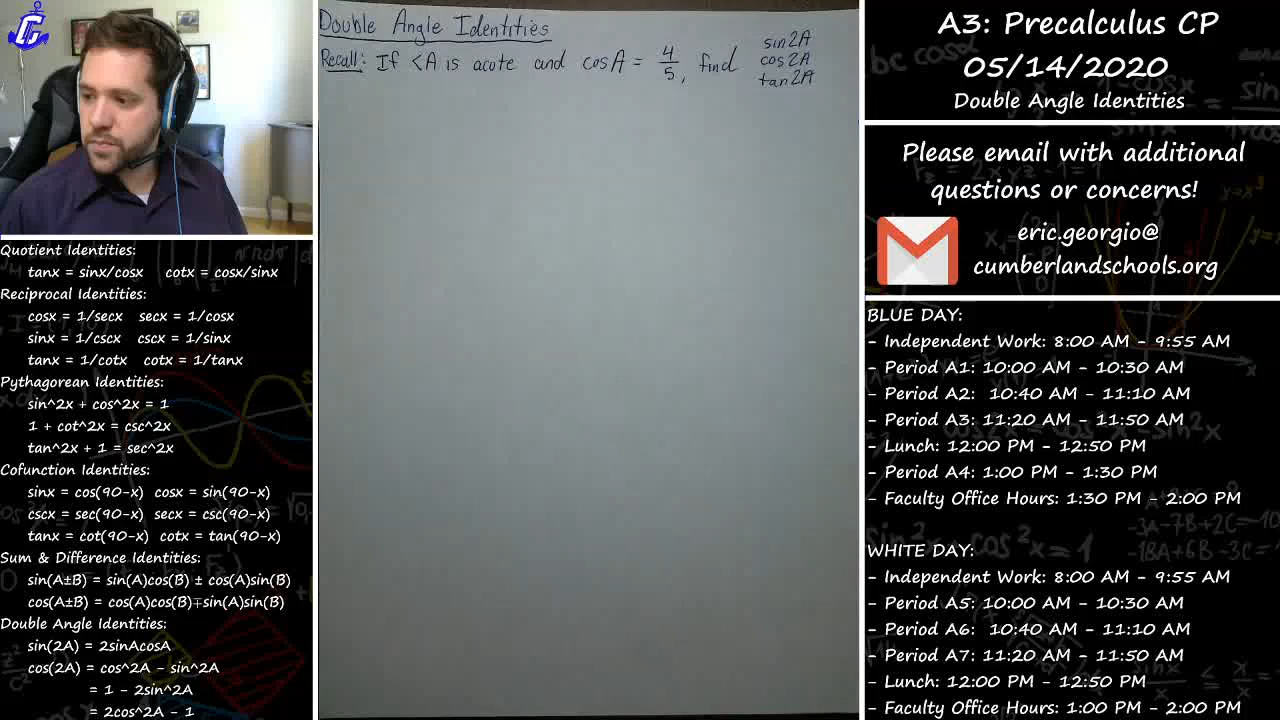 C
Double Angle Identities
Recall: If <A is acute and cosA = 4/5, find sin2A
cos2A
tan2A
Quotient Identities:
tanx = sinx/cosx cotx = cosx/sinx
Reciprocal Identities:
cosx = 1/secx secx = 1/cosx
sinx = 1/cscx cscx = 1/sinx
tanx = 1/cotx cotx = 1/tanx
Pythagorean Identities:
sin^2x + cos^2x = 1
1 + cot^2x = csc^2x
tan^2x + 1 = sec^2x
Cofunction Identities:
sinx = cos(90-x) cosx = sin(90-x)
cscx = sec(90-x) secx = csc(90-x)
tanx = cot(90-x) cotx = tan(90-x)
Sum & Difference Identities:
sin(A±B) = sin(A)cos(B) ± cos(A)sin(B)
cos(A±B) = cos(A)cos(B)∓sin(A)sin(B)
Double Angle Identities:
sin(2A) = 2sinAcosA
cos(2A) = cos^2A - sin^2A
= 1 - 2sin^2A
= 2cos^2A - 1
A3: Precalculus CP
05/14/2020
Double Angle Identities
Please email with additional
questions or concerns!
eric.georgio@
cumberlandschools.org
BLUE DAY:
- Independent Work: 8:00 AM - 9:55 AM
- Period A1: 10:00 AM - 10:30 AM
- Period A2: 10:40 AM - 11:10 AM
- Period A3: 11:20 AM - 11:50 AM
- Lunch: 12:00 PM - 12:50 PM
- Period A4: 1:00 PM - 1:30 PM
- Faculty Office Hours: 1:30 PM - 2:00 PM
WHITE DAY:
- Independent Work: 8:00 AM - 9:55 AM
- Period A5: 10:00 AM - 10:30 AM
- Period A6: 10:40 AM - 11:10 AM
- Period A7: 11:20 AM - 11:50 AM
- Lunch: 12:00 PM - 12:50 PM
- Faculty Office Hours: 1:00 PM - 2:00 PM